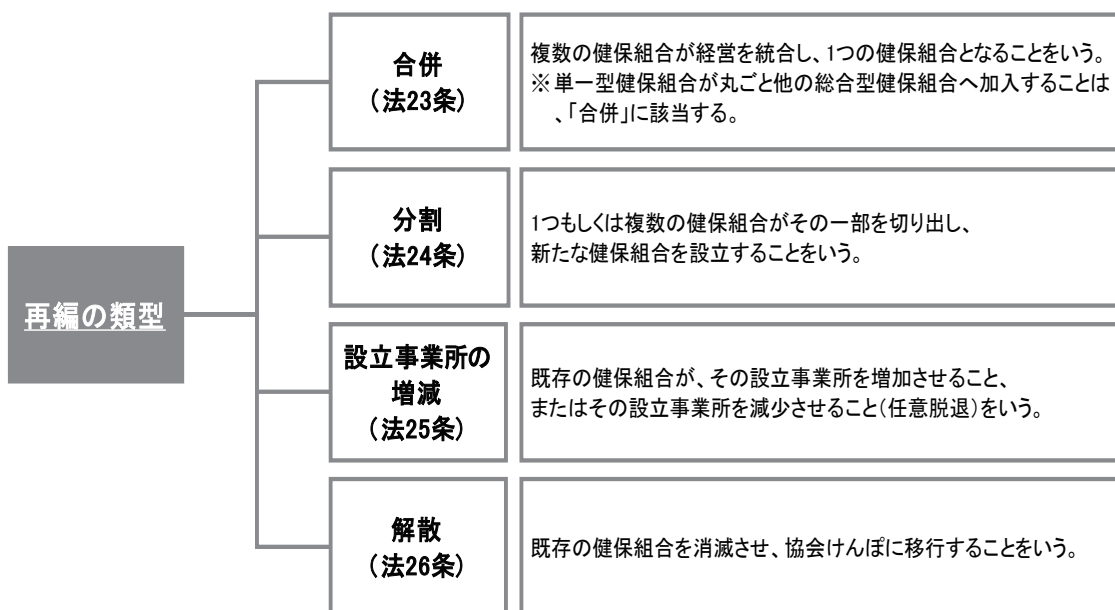 再編の類型
合併
（法23条）
複数の健保組合が経営を統合し、1つの健保組合となることをいう。
※単一型健保組合が丸ごと他の総合型健保組合へ加入することは
、「合併」に該当する。
分割
（法24条）
1つもしくは複数の健保組合がその一部を切り出し、
新たな健保組合を設立することをいう。
設立事業所の
増減
（法25条）
既存の健保組合が、その設立事業所を増加させること、
またはその設立事業所を減少させること（任意脱退）をいう。
解散
（法26条）
既存の健保組合を消滅させ、協会けんぽに移行することをいう。